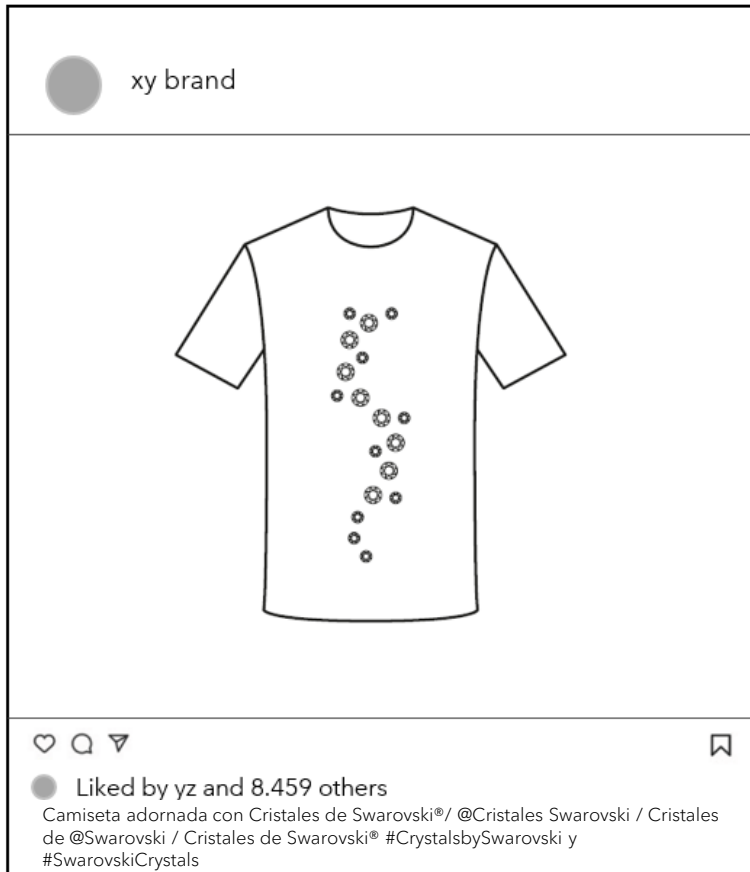 xy brand
Liked by yz and 8.459 others
Camiseta adornada con Cristales de Swarovski®/ @Cristales Swarovski / Cristales
de @Swarovski / Cristales de Swarovski® #CrystalsbySwarovski y
#SwarovskiCrystals